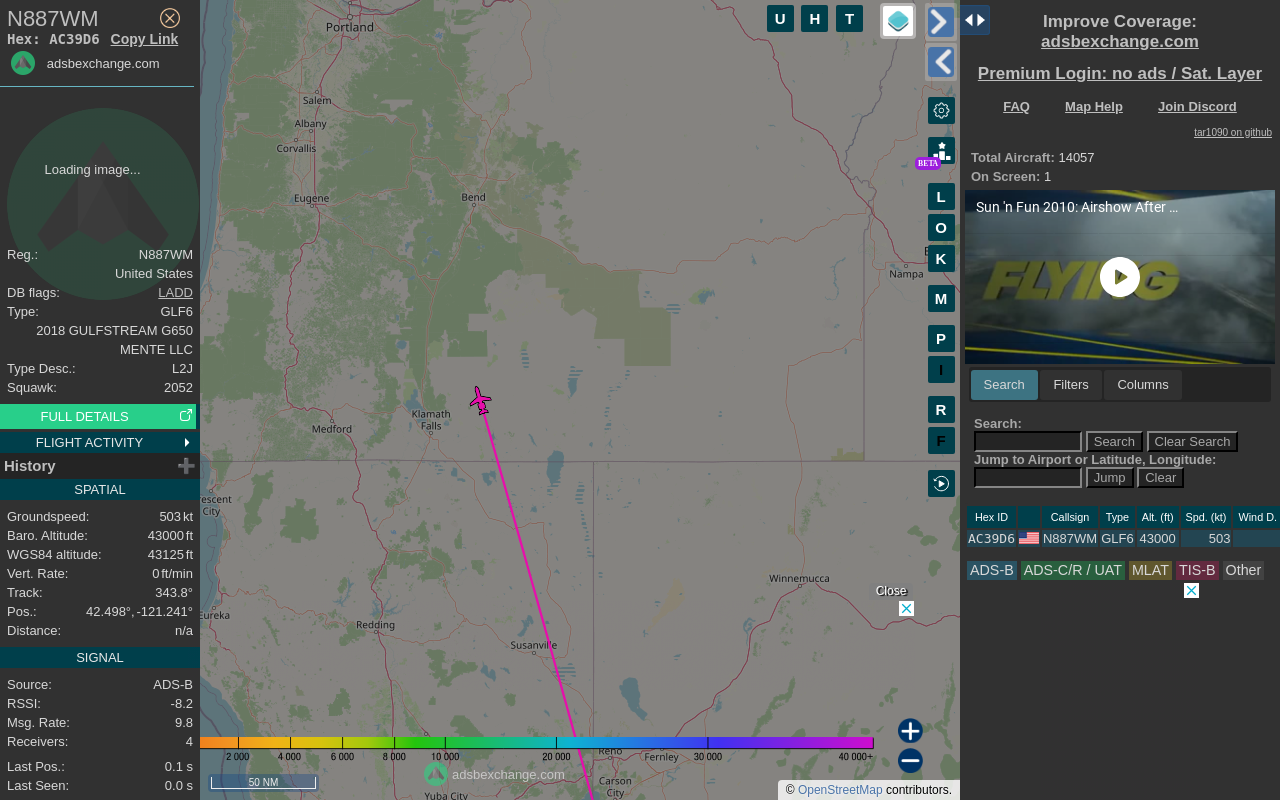 N887WM
Hex: AC39D6 Copy Link
adsbexchange.com
Loading image...
Reg.: N887WM
United States
DB flags: LADD
Type: GLF6
2018 GULFSTREAM G650
MENTE LLC
Type Desc.: L2J
Squawk: 2052
FULL DETAILS
FLIGHT ACTIVITY
History
SPATIAL
Groundspeed: 503 kt
Baro. Altitude: 43000 ft
WGS84 altitude: 43125 ft
Vert. Rate: 0 ft/min
Track: 343.8°
Pos.: 42.498°, -121.241°
Distance: n/a
SIGNAL
Source: ADS-B
RSSI: -8.2
Msg. Rate: 9.8
Receivers: 4
Last Pos.: 0.1 s
Last Seen: 0.0 s
Portland
Salem
Albany
Corvallis
Eugene
Bend
Nampa
Klamath
Falls
Medford
rescent
City
Winnemucca
Eureka
Redding
Susanville
Reno
Fernley
Carson
City
Yuba City
U H T
BETA
L
O
K
M
P
I
R
F
Close
2 000 4 000 6 000 8 000 10 000 20 000 30 000 40 000+
adsbexchange.com
50 NM
© OpenStreetMap contributors.
Improve Coverage:
adsbexchange.com
Premium Login: no ads / Sat. Layer
FAQ Map Help Join Discord
tar1090 on github
Total Aircraft: 14057
On Screen: 1
Sun 'n Fun 2010: Airshow After ...
FLYING
Search Filters Columns
Search:
Search Clear Search
Jump to Airport or Latitude, Longitude:
Jump Clear
Hex ID Callsign Type Alt. (ft) Spd. (kt) Wind D.
AC39D6 N887WM GLF6 43000 503
ADS-B ADS-C/R / UAT MLAT TIS-B Other